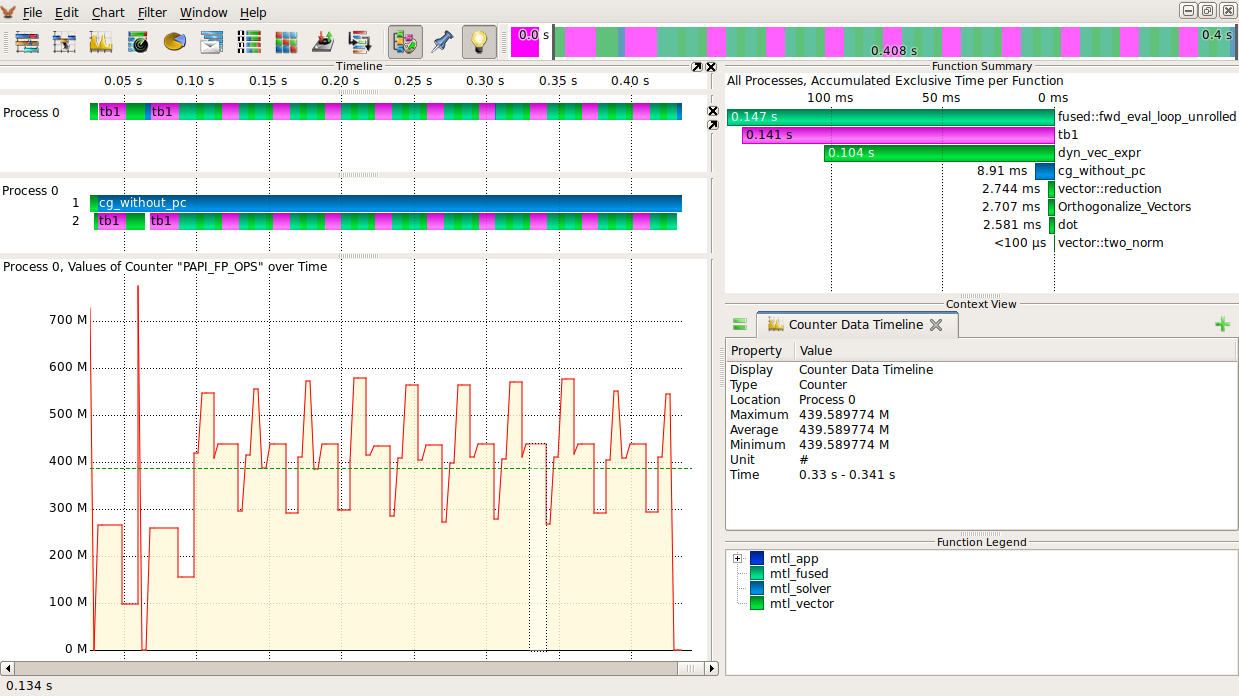 File Edit Chart Filter Window Help
0.0 s 0.4 s
0.408 s
Timeline
0.05 s 0.10 s 0.15 s 0.20 s 0.25 s 0.30 s 0.35 s 0.40 s
Process 0 tb1 tb1
Process 0
1 cg_without_pc
2 tb1 tb1
Process 0, Values of Counter "PAPI_FP_OPS" over Time
700 M
600 M
500 M
400 M
300 M
200 M
100 M
0 M
0.134 s
Function Summary
All Processes, Accumulated Exclusive Time per Function
100 ms 50 ms 0 ms
0.147 s fused::fwd_eval_loop_unrolled
0.141 s tb1
0.104 s dyn_vec_expr
8.91 ms cg_without_pc
2.744 ms vector::reduction
2.707 ms Orthogonalize_Vectors
2.581 ms dot
<100 µs vector::two_norm
Context View
Counter Data Timeline
Property Value
Display Counter Data Timeline
Type Counter
Location Process 0
Maximum 439.589774 M
Average 439.589774 M
Minimum 439.589774 M
Unit #
Time 0.33 s - 0.341 s
Function Legend
mtl_app
mtl_fused
mtl_solver
mtl_vector